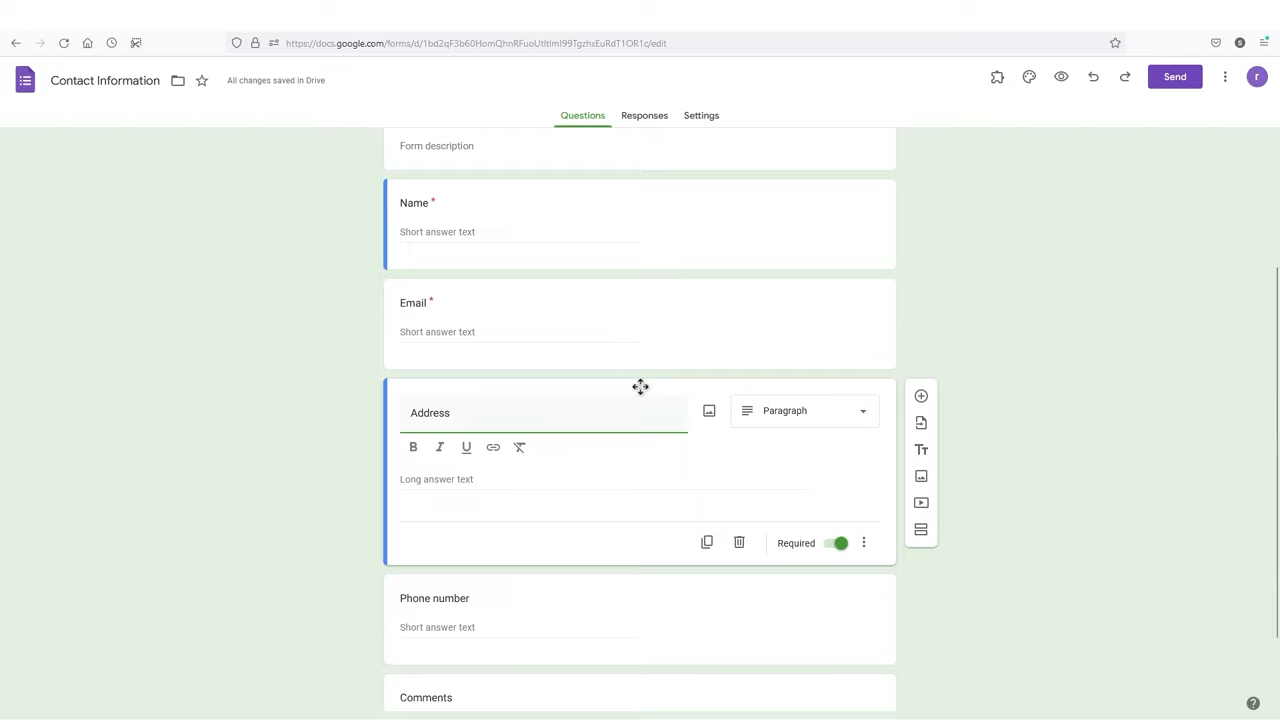 https://docs.google.com/forms/d/1bd2qF3b60HomQhnRFuoUtltlmI99TgzhxEuRdT1OR1c/edit
Contact Information
All changes saved in Drive
Send
r
Questions
Responses
Settings
Form description
Name *
Short answer text
Email *
Short answer text
Address
Paragraph
B I U
Long answer text
Tt
Required
Phone number
Short answer text
Comments